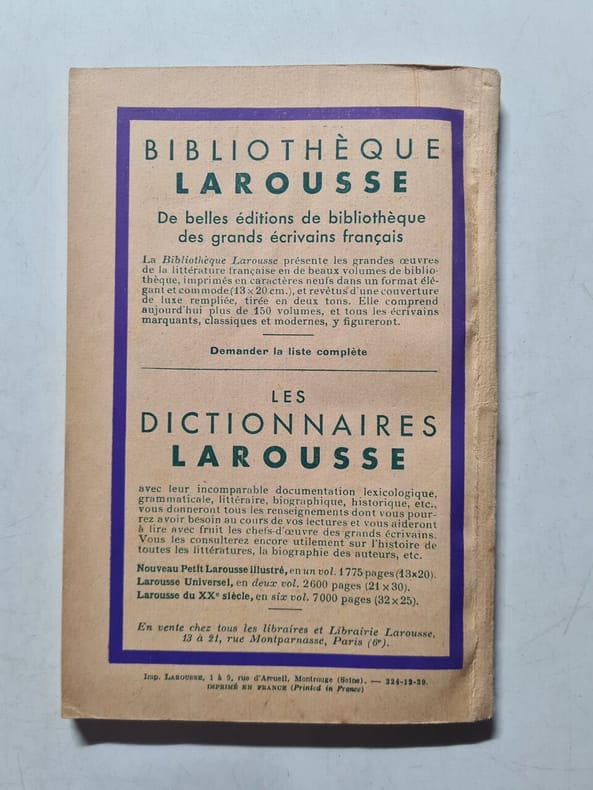 BIBLIOTHÈQUE
LAROUSSE
De belles éditions de bibliothèque
des grands écrivains français
La Bibliothèque Larousse présente les grandes œuvres
de la littérature française en de beaux volumes de biblio-
thèque, imprimés en caractères neufs dans un format élé-
gant et commode (13 × 20 cm.), et revêtus d'une couverture
de luxe rempliée, tirée en deux tons. Elle comprend
aujourd'hui plus de 150 volumes, et tous les écrivains
marquants, classiques et modernes, y figureront.
Demander la liste complète
LES
DICTIONNAIRES
LAROUSSE
avec leur incomparable documentation lexicologique,
grammaticale, littéraire, biographique, historique, etc.,
vous donneront tous les renseignements dont vous pour-
rez avoir besoin au cours de vos lectures et vous aideront
à lire avec fruit les chefs-d'œuvre des grands écrivains.
Vous les consulterez encore utilement sur l'histoire de
toutes les littératures, la biographie des auteurs, etc.
Nouveau Petit Larousse illustré, en un vol. 1775 pages (13×20).
Larousse Universel, en deux vol. 2600 pages (21 × 30).
Larousse du XXe siècle, en six vol. 7000 pages (32 × 25).
En vente chez tous les libraires et Librairie Larousse,
13 à 21, rue Montparnasse, Paris (6e).
Imp. LAROUSSE, 1 à 9, rue d'Arcueil, Montrouge (Seine). — 324-12-39.
IMPRIMÉ EN FRANCE (Printed in France)